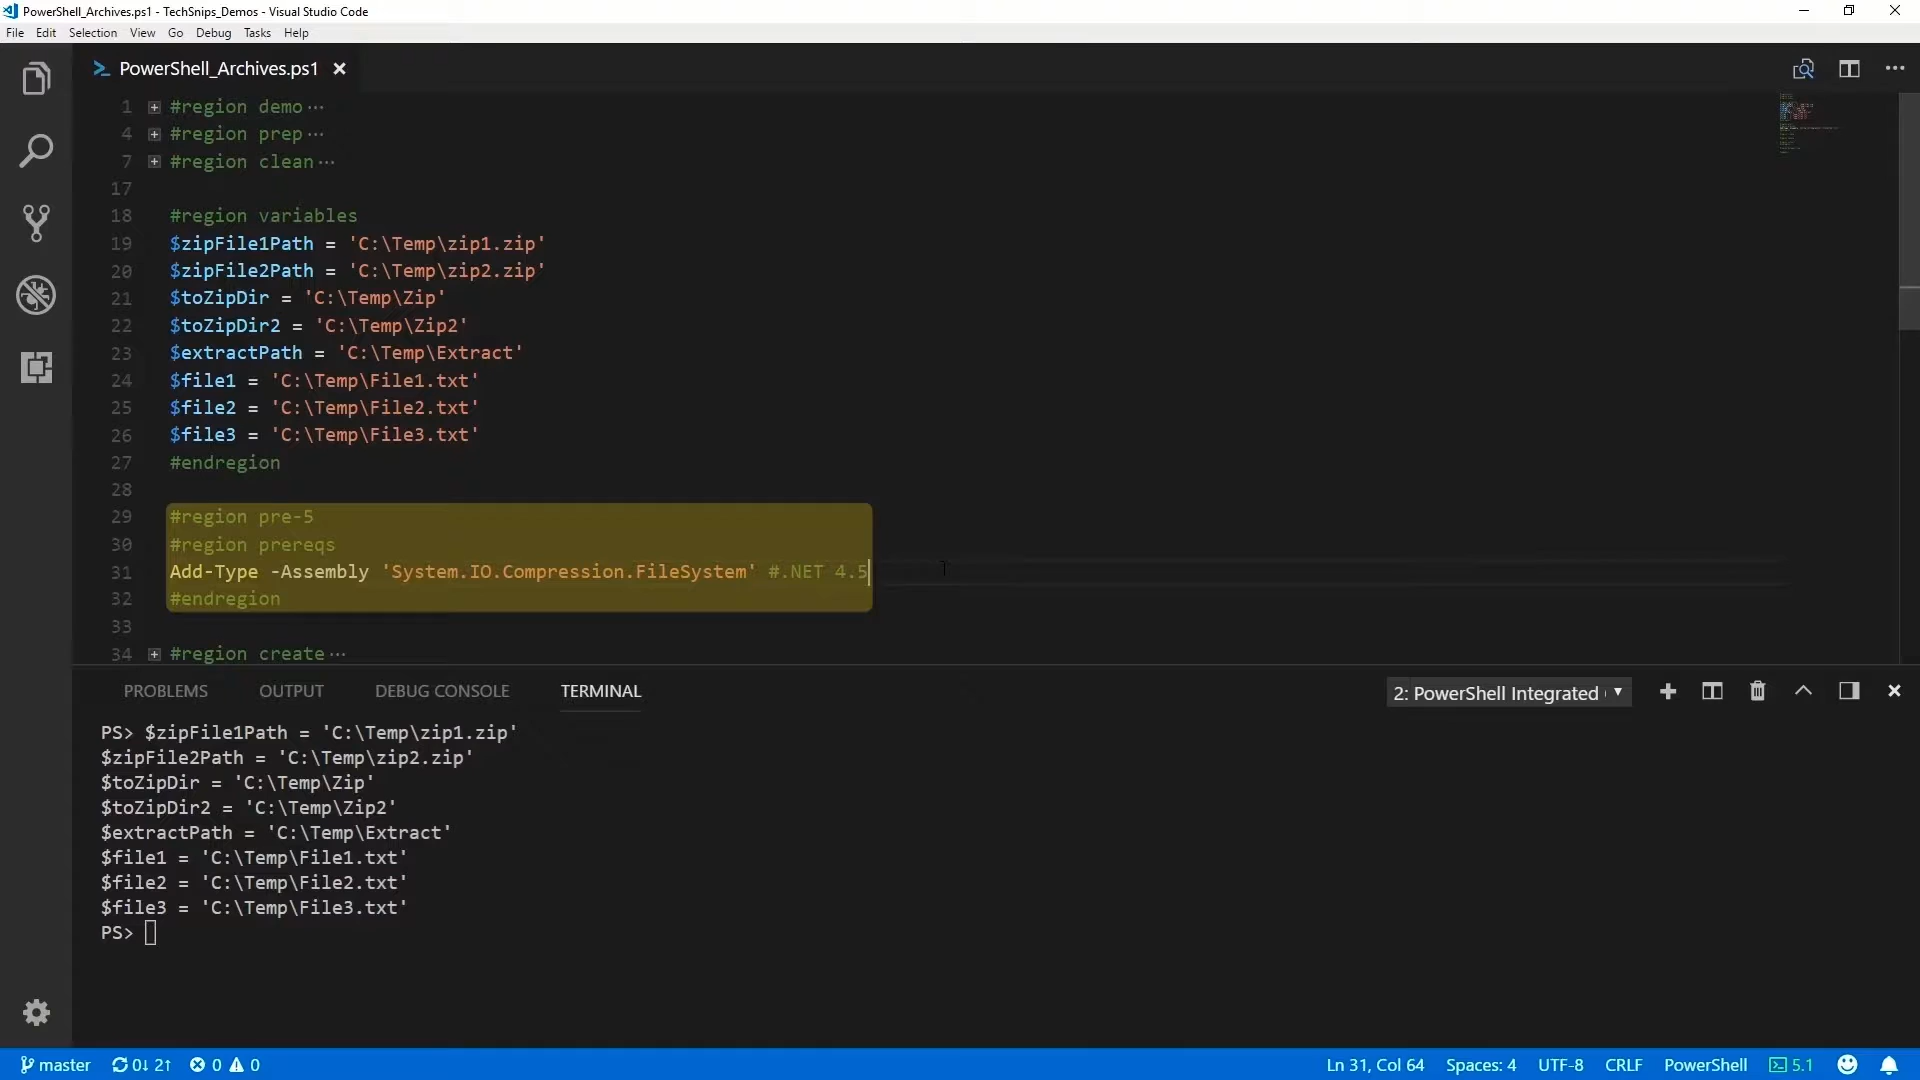 PowerShell_Archives.ps1 - TechSnips_Demos - Visual Studio Code
File Edit Selection View Go Debug Tasks Help
PowerShell_Archives.ps1
1 #region demo...
4 #region prep...
7 #region clean...
17
18 #region variables
19 $zipFile1Path = 'C:\Temp\zip1.zip'
20 $zipFile2Path = 'C:\Temp\zip2.zip'
21 $toZipDir = 'C:\Temp\Zip'
22 $toZipDir2 = 'C:\Temp\Zip2'
23 $extractPath = 'C:\Temp\Extract'
24 $file1 = 'C:\Temp\File1.txt'
25 $file2 = 'C:\Temp\File2.txt'
26 $file3 = 'C:\Temp\File3.txt'
27 #endregion
28
29 #region pre-5
30 #region prereqs
31 Add-Type -Assembly 'System.IO.Compression.FileSystem' #.NET 4.5
32 #endregion
33
34 #region create...
PROBLEMS OUTPUT DEBUG CONSOLE TERMINAL 2: PowerShell Integrated
PS> $zipFile1Path = 'C:\Temp\zip1.zip'
$zipFile2Path = 'C:\Temp\zip2.zip'
$toZipDir = 'C:\Temp\Zip'
$toZipDir2 = 'C:\Temp\Zip2'
$extractPath = 'C:\Temp\Extract'
$file1 = 'C:\Temp\File1.txt'
$file2 = 'C:\Temp\File2.txt'
$file3 = 'C:\Temp\File3.txt'
PS>
master 0↓ 2↑ 0 0 Ln 31, Col 64 Spaces: 4 UTF-8 CRLF PowerShell 5.1